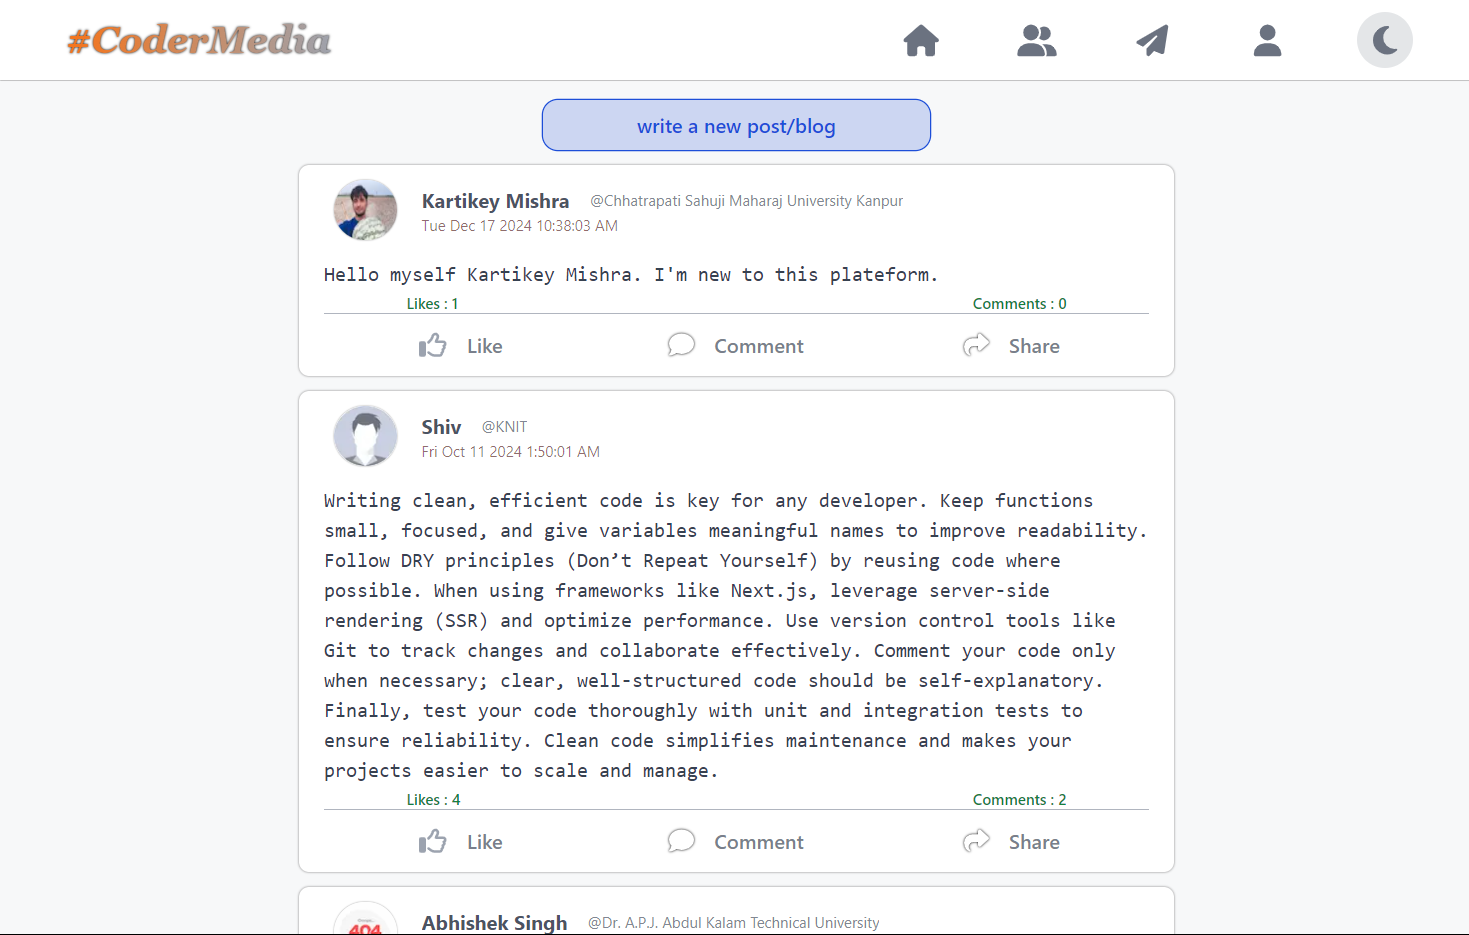 #CoderMedia
write a new post/blog
Kartikey Mishra @Chhatrapati Sahuji Maharaj University Kanpur
Tue Dec 17 2024 10:38:03 AM
Hello myself Kartikey Mishra. I'm new to this plateform.
Likes : 1 Comments : 0
Like Comment Share
Shiv @KNIT
Fri Oct 11 2024 1:50:01 AM
Writing clean, efficient code is key for any developer. Keep functions
small, focused, and give variables meaningful names to improve readability.
Follow DRY principles (Don’t Repeat Yourself) by reusing code where
possible. When using frameworks like Next.js, leverage server-side
rendering (SSR) and optimize performance. Use version control tools like
Git to track changes and collaborate effectively. Comment your code only
when necessary; clear, well-structured code should be self-explanatory.
Finally, test your code thoroughly with unit and integration tests to
ensure reliability. Clean code simplifies maintenance and makes your
projects easier to scale and manage.
Likes : 4 Comments : 2
Like Comment Share
404
Abhishek Singh @Dr. A.P.J. Abdul Kalam Technical University